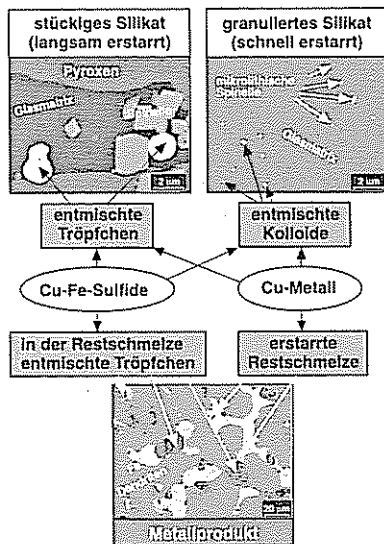 stückiges Silikat
(langsam erstarrt)
granuliertes Silikat
(schnell erstarrt)
Pyroxen
Glasmatrix
2 µm
mikrolithische
Spinelle
Glasmatrix
2 µm
entmischte
Tröpfchen
entmischte
Kolloide
Cu-Fe-Sulfide
Cu-Metall
in der Restschmelze
entmischte Tröpfchen
erstarrte
Restschmelze
20 µm
Metallprodukt